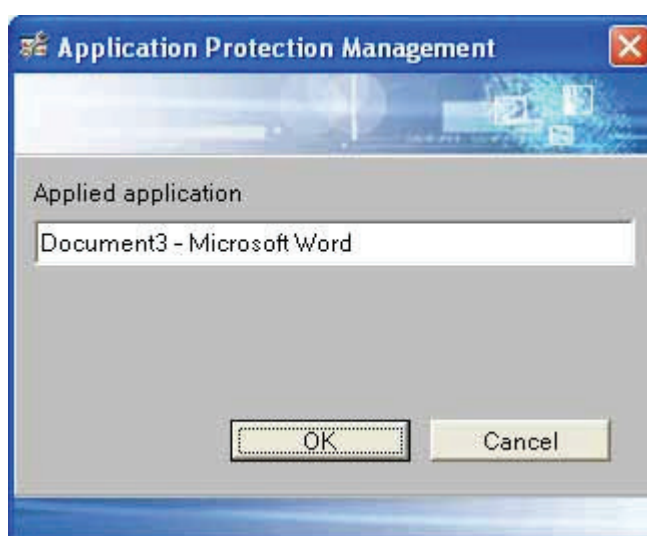 Application Protection Management
Applied application
Document3 - Microsoft Word
OK
Cancel